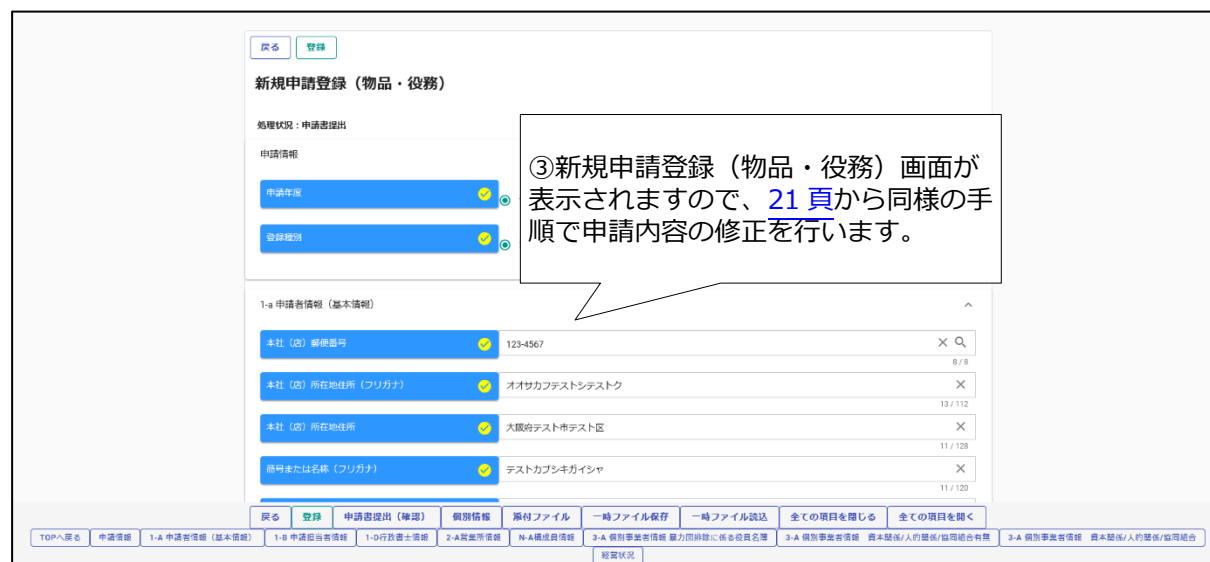 戻る 登録
新規申請登録（物品・役務）
処理状況：申請書提出
申請情報
申請年度
登録種別
③新規申請登録（物品・役務）画面が
表示されますので、21 頁から同様の手
順で申請内容の修正を行います。
1-a 申請者情報（基本情報）
本社（店）郵便番号 123-4567
8 / 8
本社（店）所在地住所（フリガナ） オオサカフテストシテストク
13 / 112
本社（店）所在地住所 大阪府テスト市テスト区
11 / 128
商号または名称（フリガナ） テストカブシキガイシャ
11 / 120
戻る 登録 申請書提出（確認） 個別情報 添付ファイル 一時ファイル保存 一時ファイル読込 全ての項目を閉じる 全ての項目を開く
TOPへ戻る 申請情報 1-A 申請者情報（基本情報） 1-B 申請担当者情報 1-D行政書士情報 2-A営業所情報 N-A構成員情報 3-A 個別事業者情報 暴力団排除に係る役員名簿 3-A 個別事業者情報 資本関係/人的関係/協同組合有無 3-A 個別事業者情報 資本関係/人的関係/協同組合
経営状況